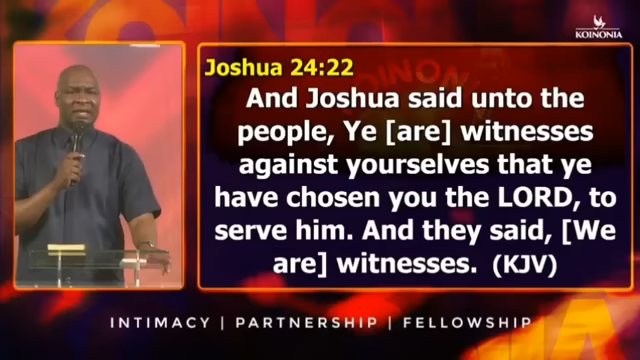 KOINONIA
Joshua 24:22
And Joshua said unto the
people, Ye [are] witnesses
against yourselves that ye
have chosen you the LORD, to
serve him. And they said, [We
are] witnesses. (KJV)
INTIMACY | PARTNERSHIP | FELLOWSHIP